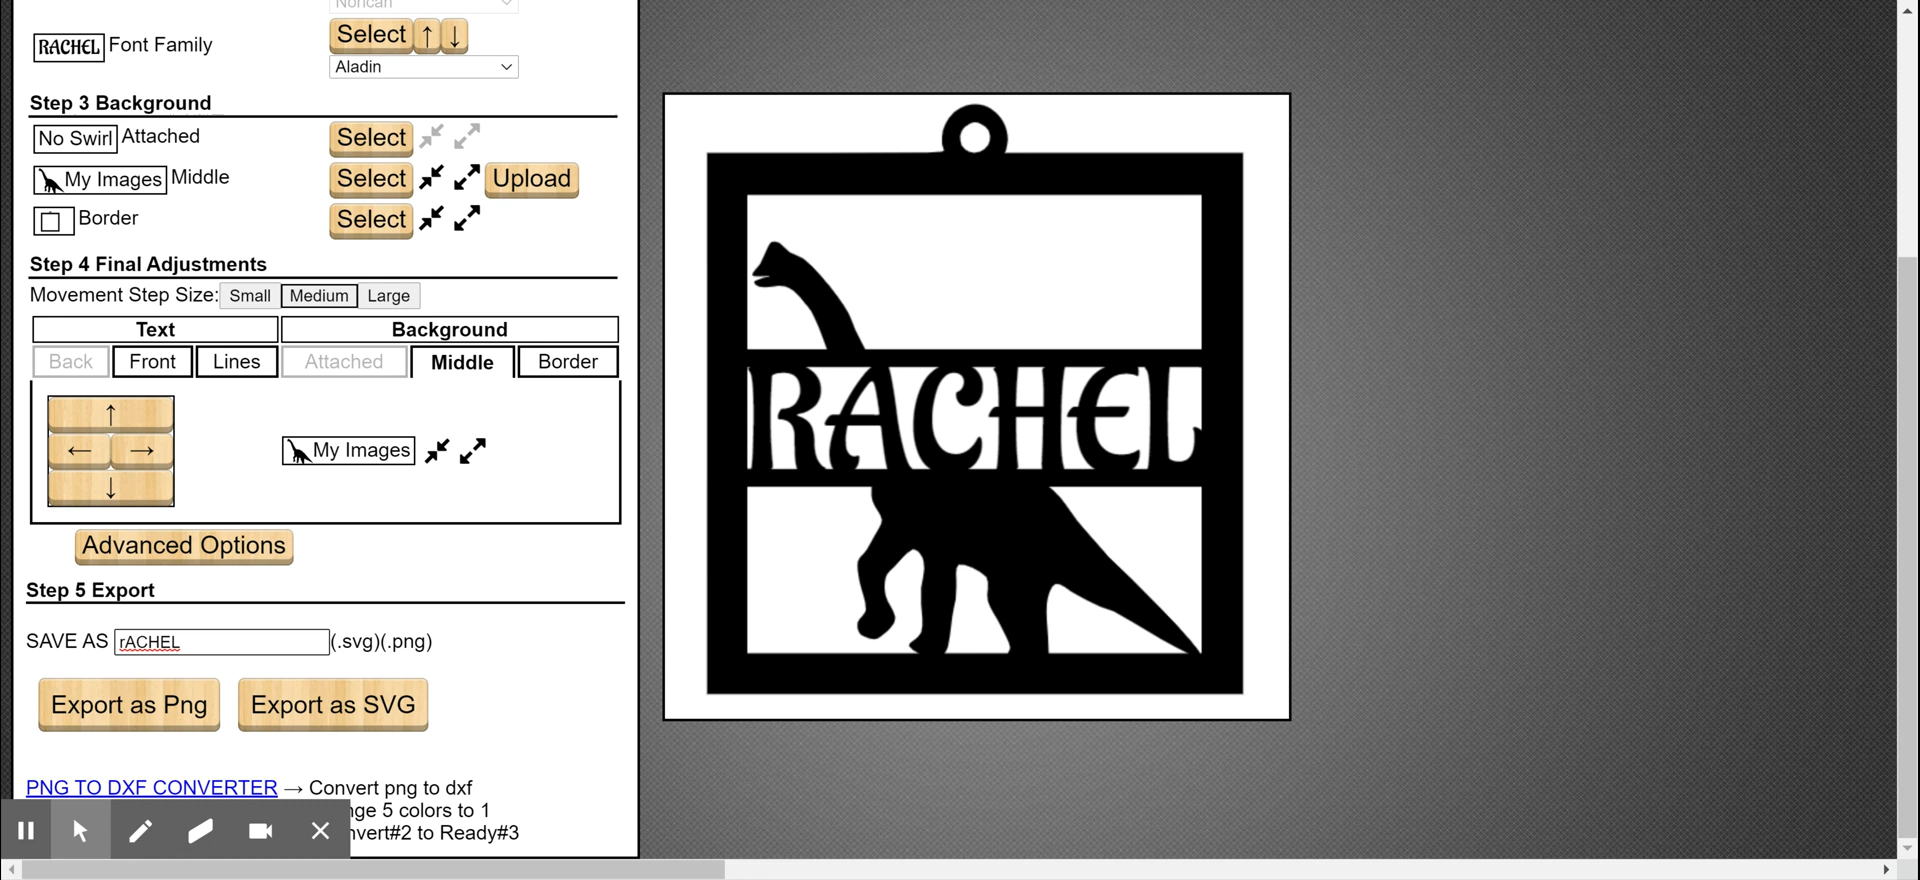 Norican
RACHEL Font Family Select ↑ ↓
Aladin
Step 3 Background
No Swirl Attached Select
My Images Middle Select Upload
Border Select
Step 4 Final Adjustments
Movement Step Size: Small Medium Large
Text Background
Back Front Lines Attached Middle Border
↑
← → My Images
↓
Advanced Options
Step 5 Export
SAVE AS rACHEL (.svg)(.png)
Export as Png Export as SVG
PNG TO DXF CONVERTER → Convert png to dxf
nge 5 colors to 1
nvert#2 to Ready#3
RACHEL